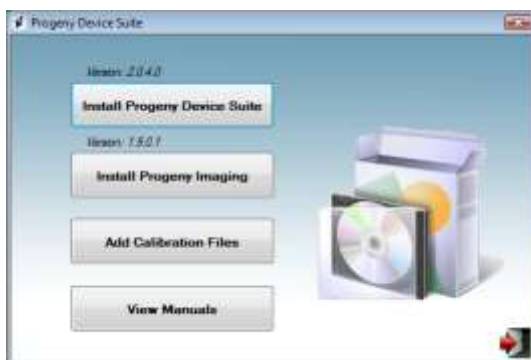 Progeny Device Suite
Version: 2.0.4.0
Install Progeny Device Suite
Version: 1.9.0.1
Install Progeny Imaging
Add Calibration Files
View Manuals